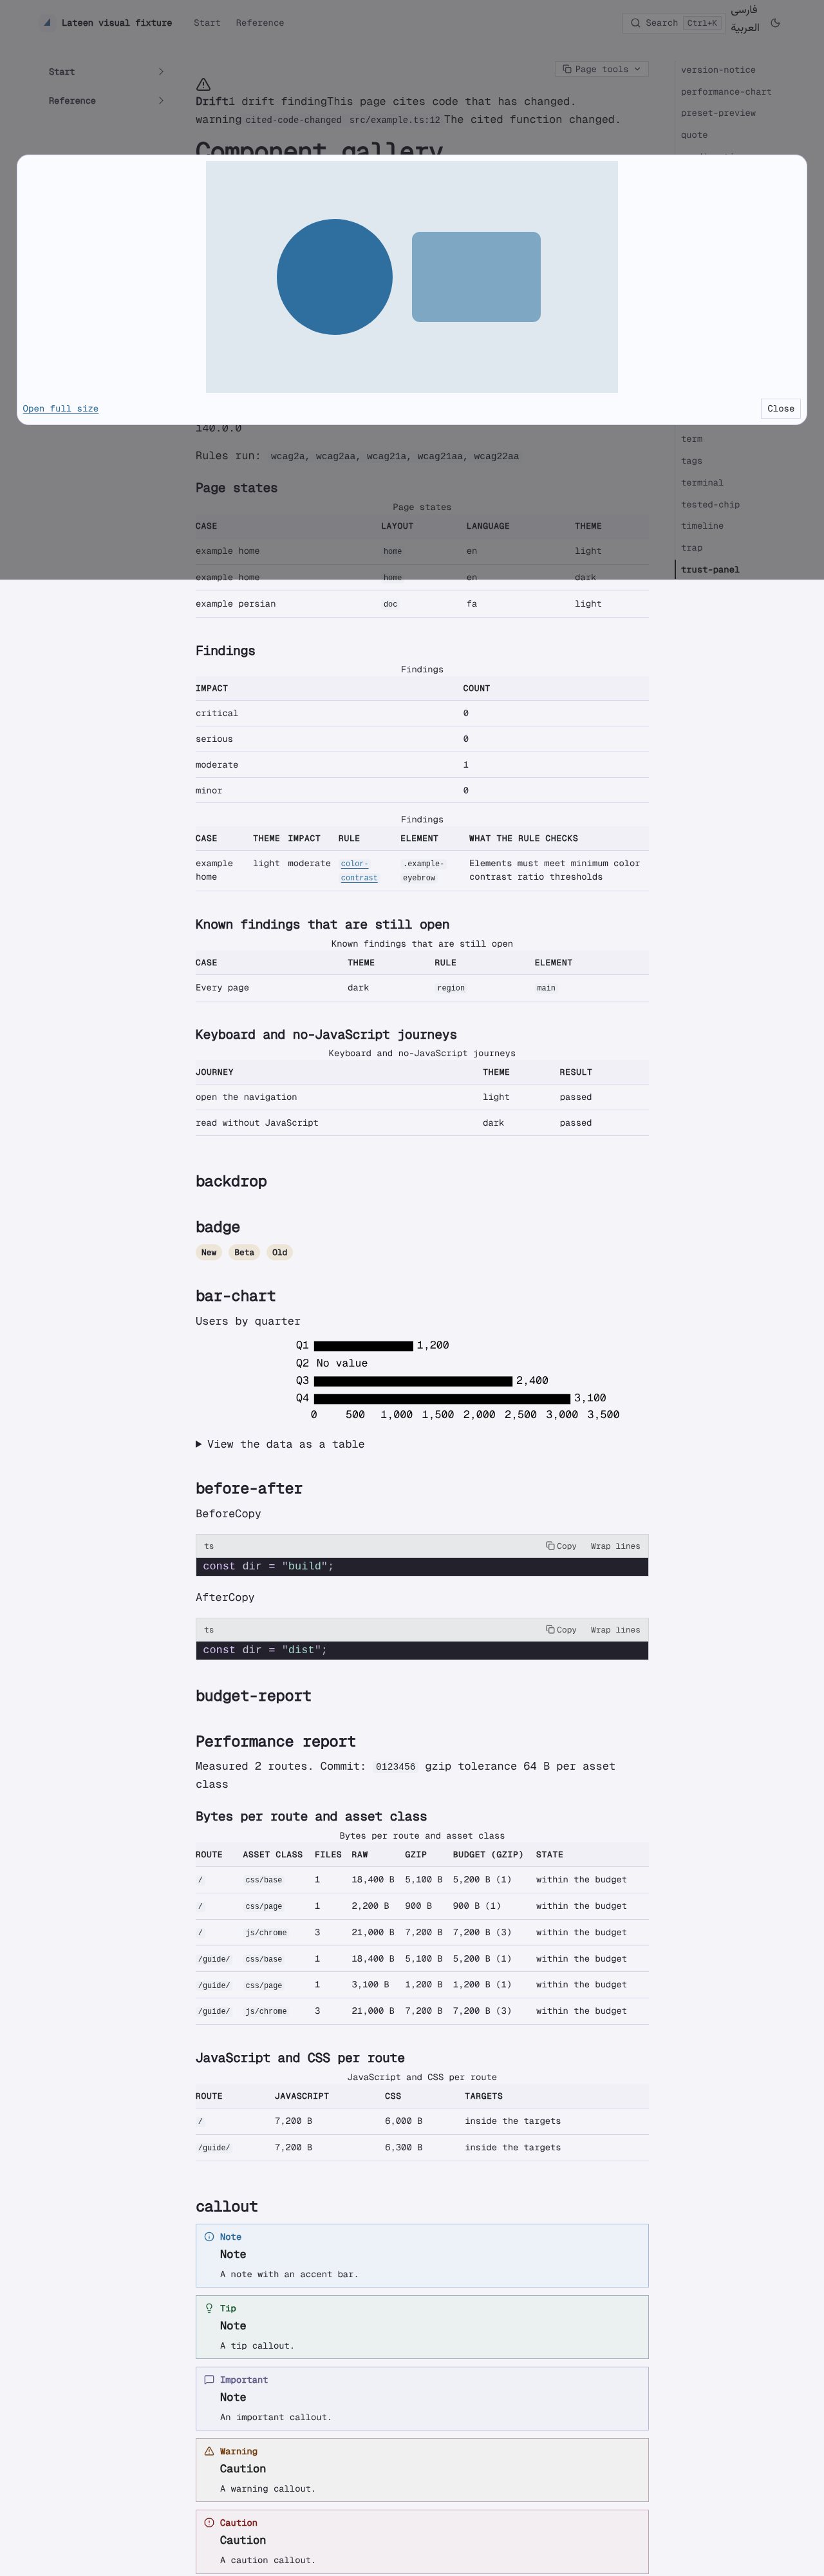 Lateen visual fixture
Start
Reference
Search Ctrl+K
فارسی
العربية
Start
Reference
Page tools
version-notice
performance-chart
preset-preview
quote
Drift1 drift findingThis page cites code that has changed.
warning cited-code-changed src/example.ts:12 The cited function changed.
Component gallery
Open full size
Close
140.0.0
Rules run: wcag2a, wcag2aa, wcag21a, wcag21aa, wcag22aa
term
tags
terminal
tested-chip
timeline
trap
trust-panel
Page states
Page states
CASE LAYOUT LANGUAGE THEME
example home home en light
example home home en dark
example persian doc fa light
Findings
Findings
IMPACT COUNT
critical 0
serious 0
moderate 1
minor 0
Findings
CASE THEME IMPACT RULE ELEMENT WHAT THE RULE CHECKS
example home light moderate color-contrast .example-eyebrow Elements must meet minimum color contrast ratio thresholds
Known findings that are still open
Known findings that are still open
CASE THEME RULE ELEMENT
Every page dark region main
Keyboard and no-JavaScript journeys
Keyboard and no-JavaScript journeys
JOURNEY THEME RESULT
open the navigation light passed
read without JavaScript dark passed
backdrop
badge
New Beta Old
bar-chart
Users by quarter
Q1 1,200
Q2 No value
Q3 2,400
Q4 3,100
0 500 1,000 1,500 2,000 2,500 3,000 3,500
View the data as a table
before-after
BeforeCopy
ts Copy Wrap lines
const dir = "build";
AfterCopy
ts Copy Wrap lines
const dir = "dist";
budget-report
Performance report
Measured 2 routes. Commit: 0123456 gzip tolerance 64 B per asset
class
Bytes per route and asset class
Bytes per route and asset class
ROUTE ASSET CLASS FILES RAW GZIP BUDGET (GZIP) STATE
/ css/base 1 18,400 B 5,100 B 5,200 B (1) within the budget
/ css/page 1 2,200 B 900 B 900 B (1) within the budget
/ js/chrome 3 21,000 B 7,200 B 7,200 B (3) within the budget
/guide/ css/base 1 18,400 B 5,100 B 5,200 B (1) within the budget
/guide/ css/page 1 3,100 B 1,200 B 1,200 B (1) within the budget
/guide/ js/chrome 3 21,000 B 7,200 B 7,200 B (3) within the budget
JavaScript and CSS per route
JavaScript and CSS per route
ROUTE JAVASCRIPT CSS TARGETS
/ 7,200 B 6,000 B inside the targets
/guide/ 7,200 B 6,300 B inside the targets
callout
Note
Note
A note with an accent bar.
Tip
Note
A tip callout.
Important
Note
An important callout.
Warning
Caution
A warning callout.
Caution
Caution
A caution callout.